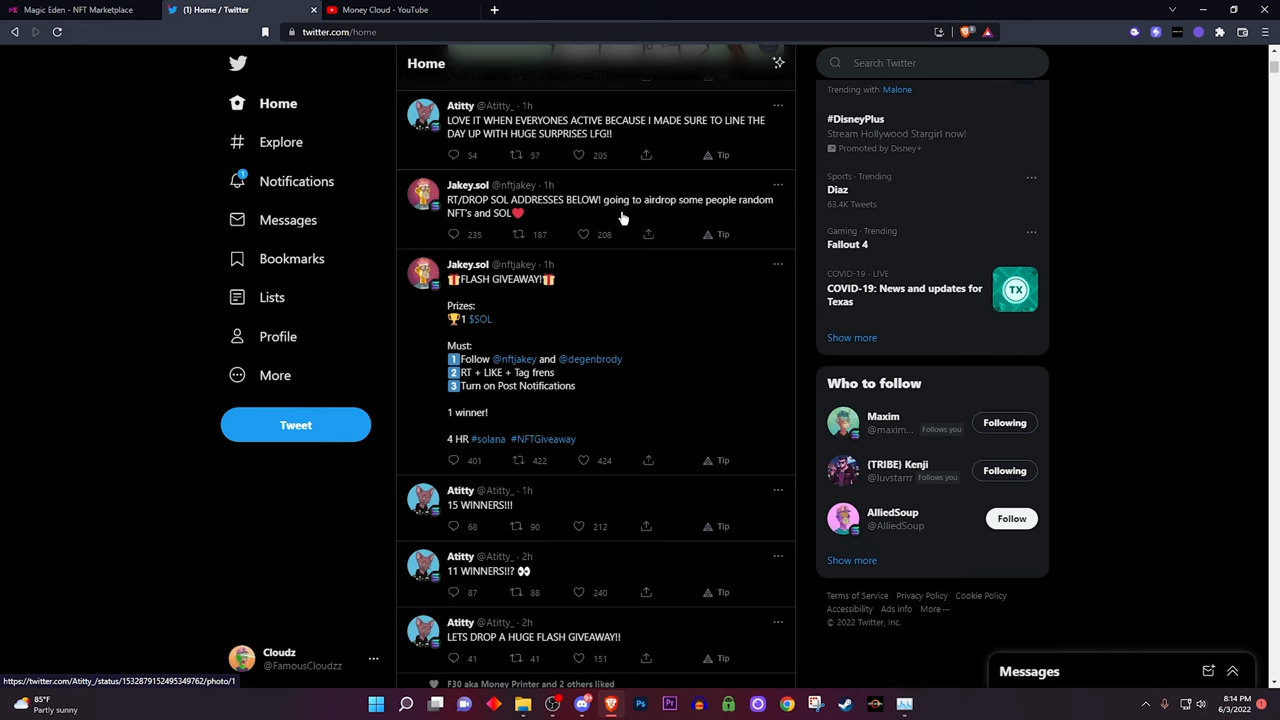 Magic Eden - NFT Marketplace
(1) Home / Twitter
Money Cloud - YouTube
twitter.com/home
Home
Explore
Notifications
1
Messages
Bookmarks
Lists
Profile
More
Tweet
Cloudz
@FamousCloudzz
Home
Tip
Atitty @Atitty_ · 1h
LOVE IT WHEN EVERYONES ACTIVE BECAUSE I MADE SURE TO LINE THE
DAY UP WITH HUGE SURPRISES LFG!!
54 57 205 Tip
Jakey.sol @nftjakey · 1h
RT/DROP SOL ADDRESSES BELOW! going to airdrop some people random
NFT's and SOL❤️
235 187 208 Tip
Jakey.sol @nftjakey · 1h
🎁FLASH GIVEAWAY!🎁
Prizes:
🏆1 $SOL
Must:
1️⃣Follow @nftjakey and @degenbrody
2️⃣RT + LIKE + Tag frens
3️⃣Turn on Post Notifications
1 winner!
4 HR #solana #NFTGiveaway
401 422 424 Tip
Atitty @Atitty_ · 1h
15 WINNERS!!!
68 90 212 Tip
Atitty @Atitty_ · 2h
11 WINNERS!!? 👀
87 88 240 Tip
Atitty @Atitty_ · 2h
LETS DROP A HUGE FLASH GIVEAWAY!!
41 41 151 Tip
F30 aka Money Printer and 2 others liked
Search Twitter
Trending with Malone
#DisneyPlus
Stream Hollywood Stargirl now!
Promoted by Disney+
Sports · Trending
Diaz
63.4K Tweets
Gaming · Trending
Fallout 4
COVID-19 · LIVE
COVID-19: News and updates for
Texas
TX
Show more
Who to follow
Maxim
@maxim... Follows you
Following
{TRIBE} Kenji
@luvstarrr Follows you
Following
AlliedSoup
@AlliedSoup
Follow
Show more
Terms of Service Privacy Policy Cookie Policy
Accessibility Ads info More ···
© 2022 Twitter, Inc.
Messages
https://twitter.com/Atitty_/status/1532879152495349762/photo/1
85°F
Partly sunny
8:14 PM
6/3/2022